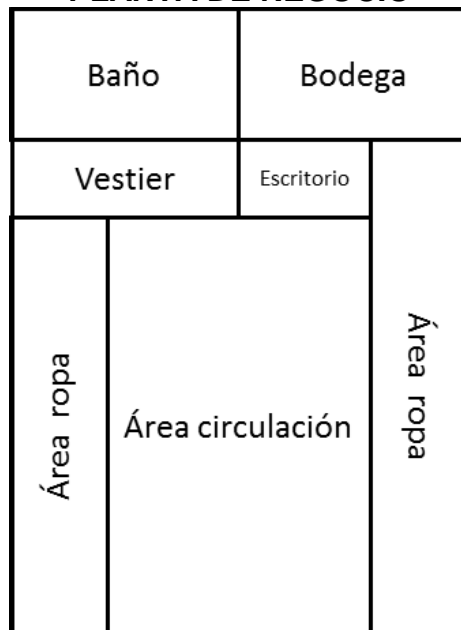 Baño
Bodega
Vestier
Escritorio
Área ropa
Área circulación
Área ropa